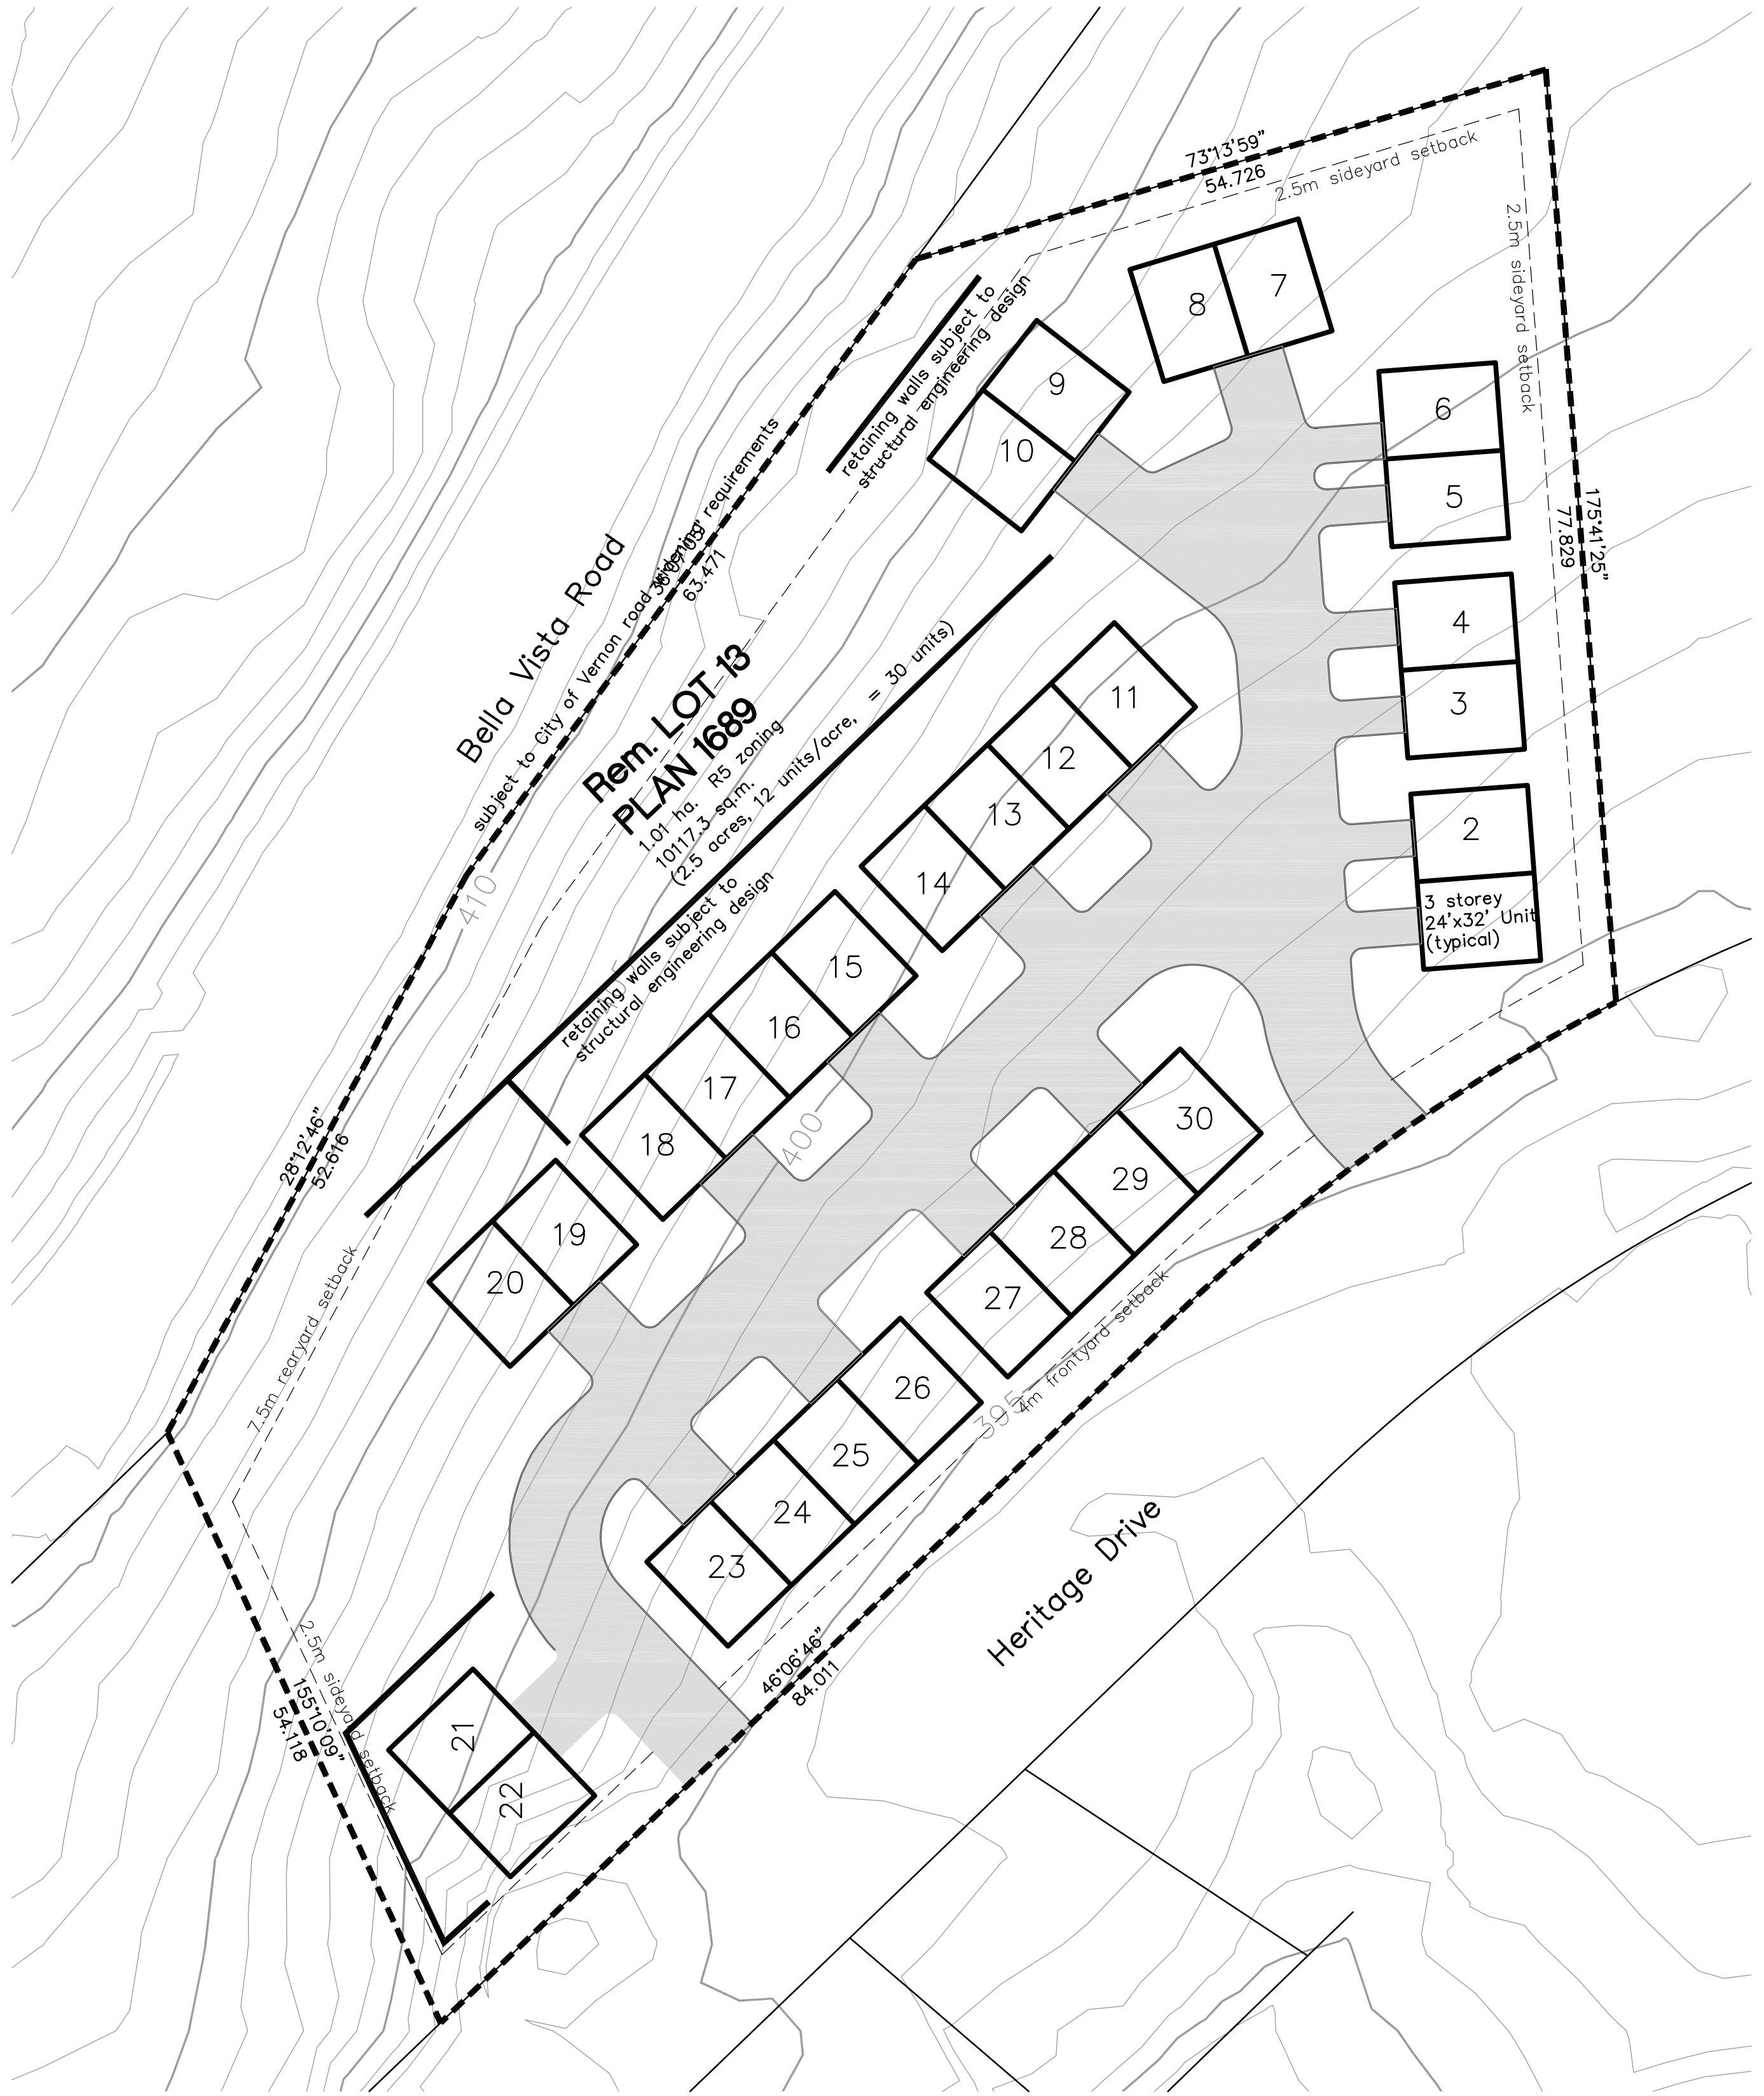 73°13'59"
54.726
2.5m sideyard setback
2.5m sideyard setback
175°41'25"
77.829
8
7
9
10
6
5
4
3
2
3 storey
24'x32' Unit
(typical)
retaining walls subject to
structural engineering design
Bella Vista Road
subject to City of Vernon road widening requirements
36°07'05"
63.471
Rem. LOT 13
PLAN 1689
1.01 ha. R5 zoning
10117.3 sq.m.
(2.5 acres, 12 units/acre, = 30 units)
retaining walls subject to
structural engineering design
410
11
12
13
14
15
16
17
18
19
20
400
30
29
28
27
26
25
24
23
28°12'46"
52.616
7.5m rearyard setback
4m frontyard setback
395
2.5m sideyard setback
155°10'09"
54.118
21
22
46°06'46"
84.011
Heritage Drive